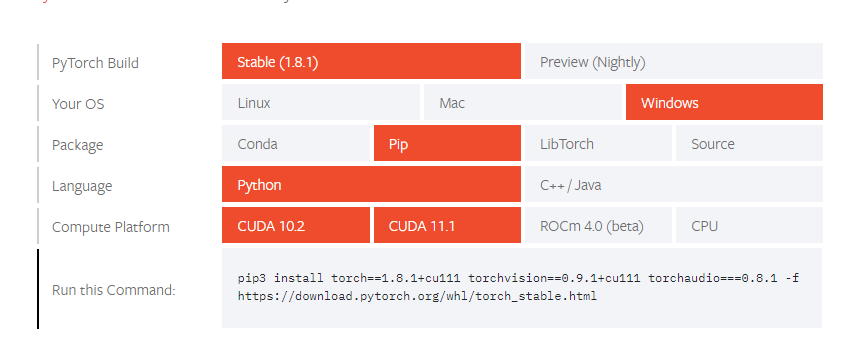 PyTorch Build
Stable (1.8.1)
Preview (Nightly)
Your OS
Linux
Mac
Windows
Package
Conda
Pip
LibTorch
Source
Language
Python
C++ / Java
Compute Platform
CUDA 10.2
CUDA 11.1
ROCm 4.0 (beta)
CPU
Run this Command:
pip3 install torch==1.8.1+cu111 torchvision==0.9.1+cu111 torchaudio===0.8.1 -f
https://download.pytorch.org/whl/torch_stable.html